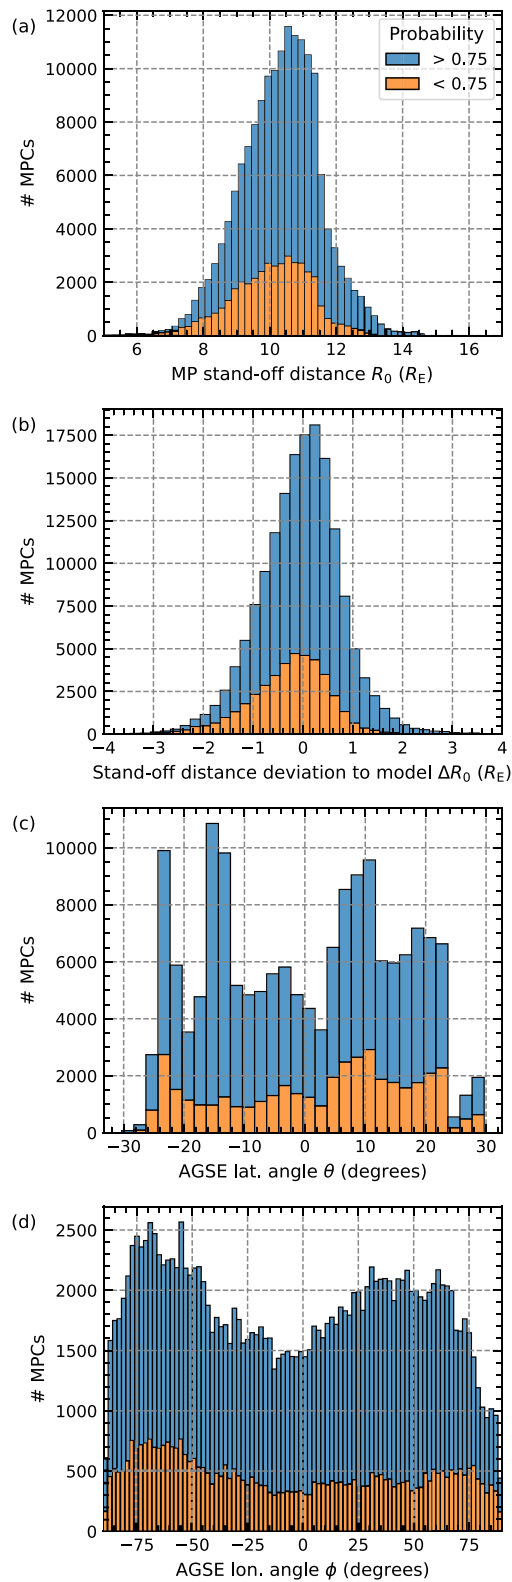 (a)
12000
10000
8000
6000
4000
2000
0
# MPCs
Probability
> 0.75
< 0.75
6 8 10 12 14 16
MP stand-off distance R₀ (R_E)
(b)
17500
15000
12500
10000
7500
5000
2500
0
# MPCs
−4 −3 −2 −1 0 1 2 3 4
Stand-off distance deviation to model ΔR₀ (R_E)
(c)
10000
8000
6000
4000
2000
0
# MPCs
−30 −20 −10 0 10 20 30
AGSE lat. angle θ (degrees)
(d)
2500
2000
1500
1000
500
0
# MPCs
−75 −50 −25 0 25 50 75
AGSE lon. angle ϕ (degrees)